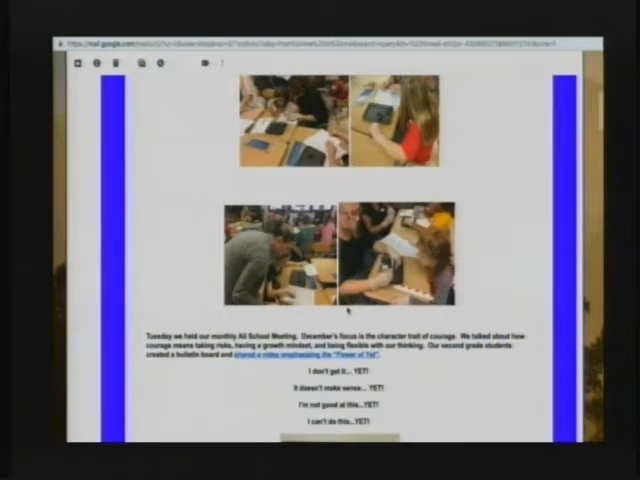 Tuesday we held our monthly All School Meeting. December's focus is the character trait of courage. We talked about how
courage means taking risks, having a growth mindset, and being flexible with our thinking. Our second grade students
created a bulletin board and shared a video emphasizing the "Power of Yet".
I don't get it... YET!
It doesn't make sense... YET!
I'm not good at this...YET!
I can't do this...YET!